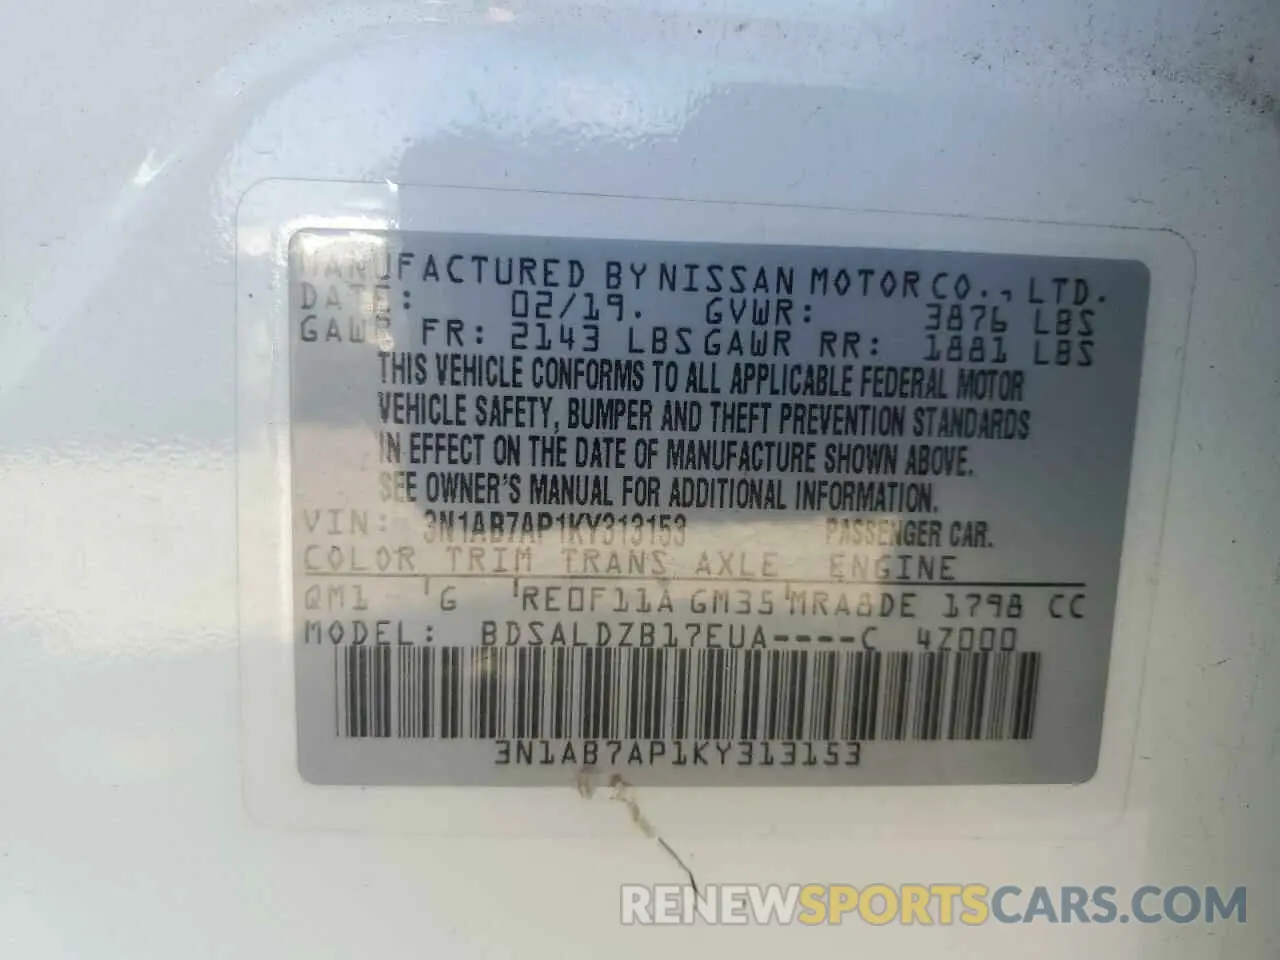 MANUFACTURED BY NISSAN MOTOR CO., LTD.
DATE: 02/19. GVWR: 3876 LBS
GAWR FR: 2143 LBS GAWR RR: 1881 LBS
THIS VEHICLE CONFORMS TO ALL APPLICABLE FEDERAL MOTOR
VEHICLE SAFETY, BUMPER AND THEFT PREVENTION STANDARDS
IN EFFECT ON THE DATE OF MANUFACTURE SHOWN ABOVE.
SEE OWNER'S MANUAL FOR ADDITIONAL INFORMATION.
VIN: 3N1AB7AP1KY313153 PASSENGER CAR.
COLOR TRIM TRANS AXLE ENGINE
QM1 G RE0F11A GM35 MRA8DE 1798 CC
MODEL: BDSALDZB17EUA----C 4Z000
3N1AB7AP1KY313153
RENEWSPORTSCARS.COM